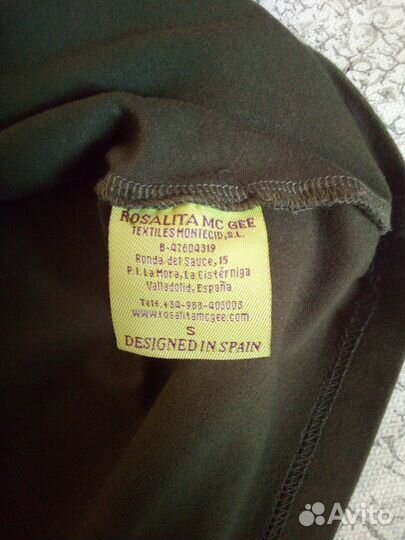 ROSALITA MC GEE
TEXTILES MONTECID, S.L.
B-47604319
Ronda del Sauce, 15
P.I. La Mora, La Cistérniga
Valladolid, España
Telf. +34-983-403003
www.rosalitamcgee.com
S
DESIGNED IN SPAIN
Avito